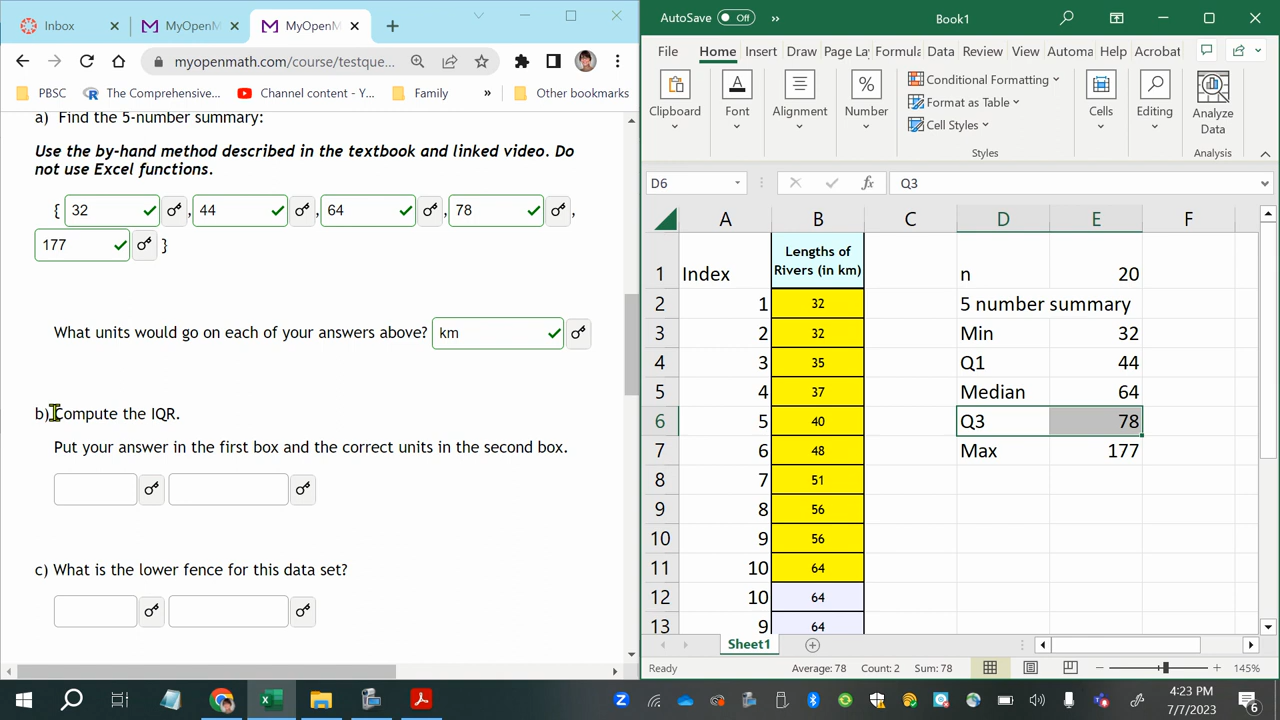 Inbox
MyOpenM
MyOpenM
myopenmath.com/course/testque...
PBSC
The Comprehensive...
Channel content - Y...
Family
»
Other bookmarks
a) Find the 5-number summary:
Use the by-hand method described in the textbook and linked video. Do
not use Excel functions.
{ 32 , 44 , 64 , 78 ,
177 }
What units would go on each of your answers above? km
b) Compute the IQR.
Put your answer in the first box and the correct units in the second box.
c) What is the lower fence for this data set?
AutoSave Off » Book1
File Home Insert Draw Page Lay Formula Data Review View Automa Help Acrobat
Clipboard
Font
Alignment
Number
Conditional Formatting
Format as Table
Cell Styles
Styles
Cells
Editing
Analyze
Data
Analysis
D6 fx Q3
A B C D E F
1 Index Lengths of
Rivers (in km) n 20
2 1 32 5 number summary
3 2 32 Min 32
4 3 35 Q1 44
5 4 37 Median 64
6 5 40 Q3 78
7 6 48 Max 177
8 7 51
9 8 56
10 9 56
11 10 64
12 10 64
13 9 64
Sheet1
Ready Average: 78 Count: 2 Sum: 78 145%
4:23 PM
7/7/2023
6